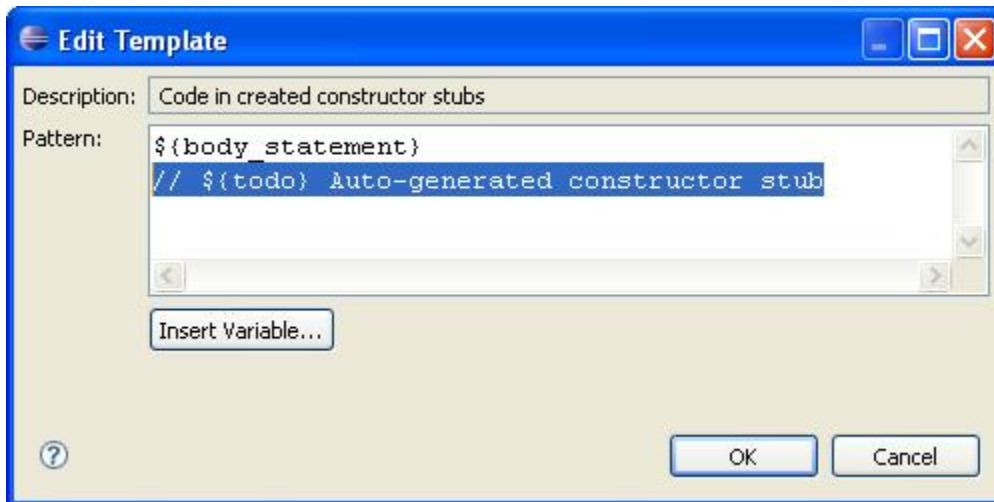 Edit Template
Description: Code in created constructor stubs
Pattern:
${body_statement}
// ${todo} Auto-generated constructor stub
Insert Variable...
?
OK Cancel